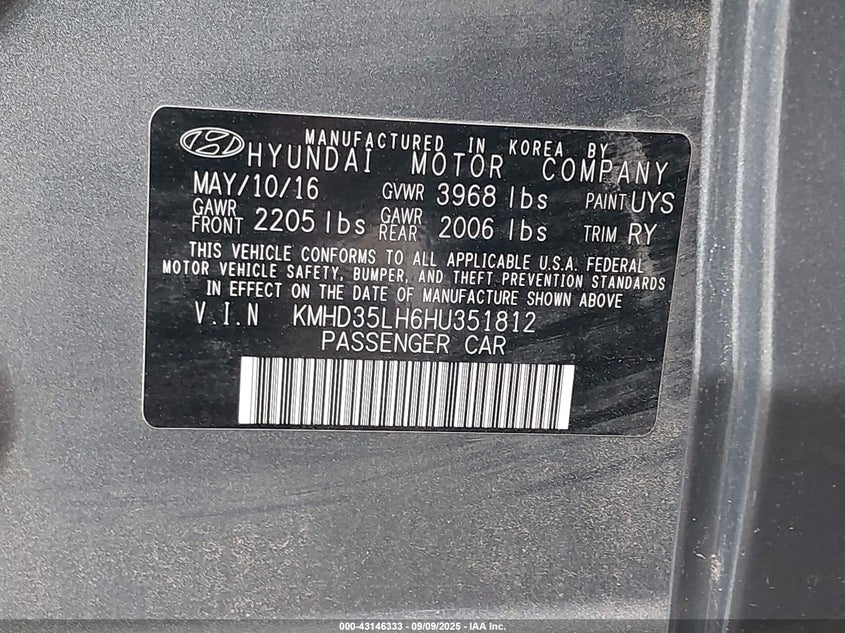 MANUFACTURED IN KOREA BY
HYUNDAI MOTOR COMPANY
MAY/10/16 GVWR 3968 lbs PAINT UYS
GAWR FRONT 2205 lbs GAWR REAR 2006 lbs TRIM RY
THIS VEHICLE CONFORMS TO ALL APPLICABLE U.S.A. FEDERAL
MOTOR VEHICLE SAFETY, BUMPER, AND THEFT PREVENTION STANDARDS
IN EFFECT ON THE DATE OF MANUFACTURE SHOWN ABOVE
V.I.N KMHD35LH6HU351812
PASSENGER CAR
000-43146333 - 09/09/2025 - IAA Inc.